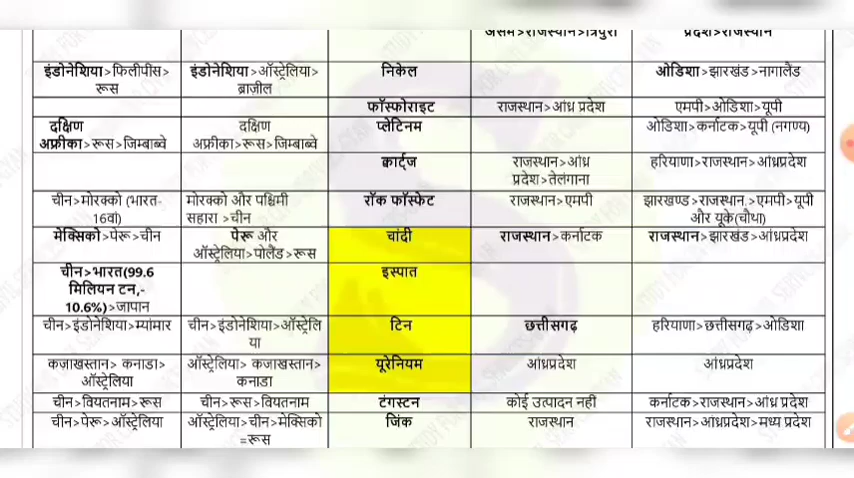 असम>राजस्थान>त्रिपुरा
प्रदेश>राजस्थान
इंडोनेशिया>फिलीपींस>
रूस
इंडोनेशिया>ऑस्ट्रेलिया>
ब्राज़ील
निकेल
ओडिशा>झारखंड>नागालैंड
फॉस्फोराइट
राजस्थान>आंध्र प्रदेश
एमपी>ओडिशा>यूपी
दक्षिण
अफ्रीका>रूस>जिम्बाब्वे
दक्षिण
अफ्रीका>रूस>जिम्बाब्वे
प्लेटिनम
ओडिशा>कर्नाटक>यूपी (नगण्य)
क्वार्ट्ज
राजस्थान>आंध्र
प्रदेश>तेलंगाना
हरियाणा>राजस्थान>आंध्रप्रदेश
चीन>मोरक्को (भारत-
16वां)
मोरक्को और पश्चिमी
सहारा >चीन
रॉक फॉस्फेट
राजस्थान>एमपी
झारखण्ड>राजस्थान.>एमपी>यूपी
और यूके(चौथा)
मेक्सिको>पेरू>चीन
पेरू और
ऑस्ट्रेलिया>पोलैंड>रूस
चांदी
राजस्थान>कर्नाटक
राजस्थान>झारखंड>आंध्रप्रदेश
चीन>भारत(99.6
मिलियन टन,-
10.6%)>जापान
इस्पात
चीन>इंडोनेशिया>म्यांमार
चीन>इंडोनेशिया>ऑस्ट्रेलि
या
टिन
छत्तीसगढ़
हरियाणा>छत्तीसगढ़>ओडिशा
कज़ाखस्तान> कनाडा>
ऑस्ट्रेलिया
ऑस्ट्रेलिया> कजाखस्तान>
कनाडा
यूरेनियम
आंध्रप्रदेश
आंध्रप्रदेश
चीन>वियतनाम>रूस
चीन>रूस>वियतनाम
टंगस्टन
कोई उत्पादन नहीं
कर्नाटक>राजस्थान>आंध्र प्रदेश
चीन>पेरू>ऑस्ट्रेलिया
ऑस्ट्रेलिया>चीन>मेक्सिको
=रूस
जिंक
राजस्थान
राजस्थान>आंध्रप्रदेश>मध्य प्रदेश